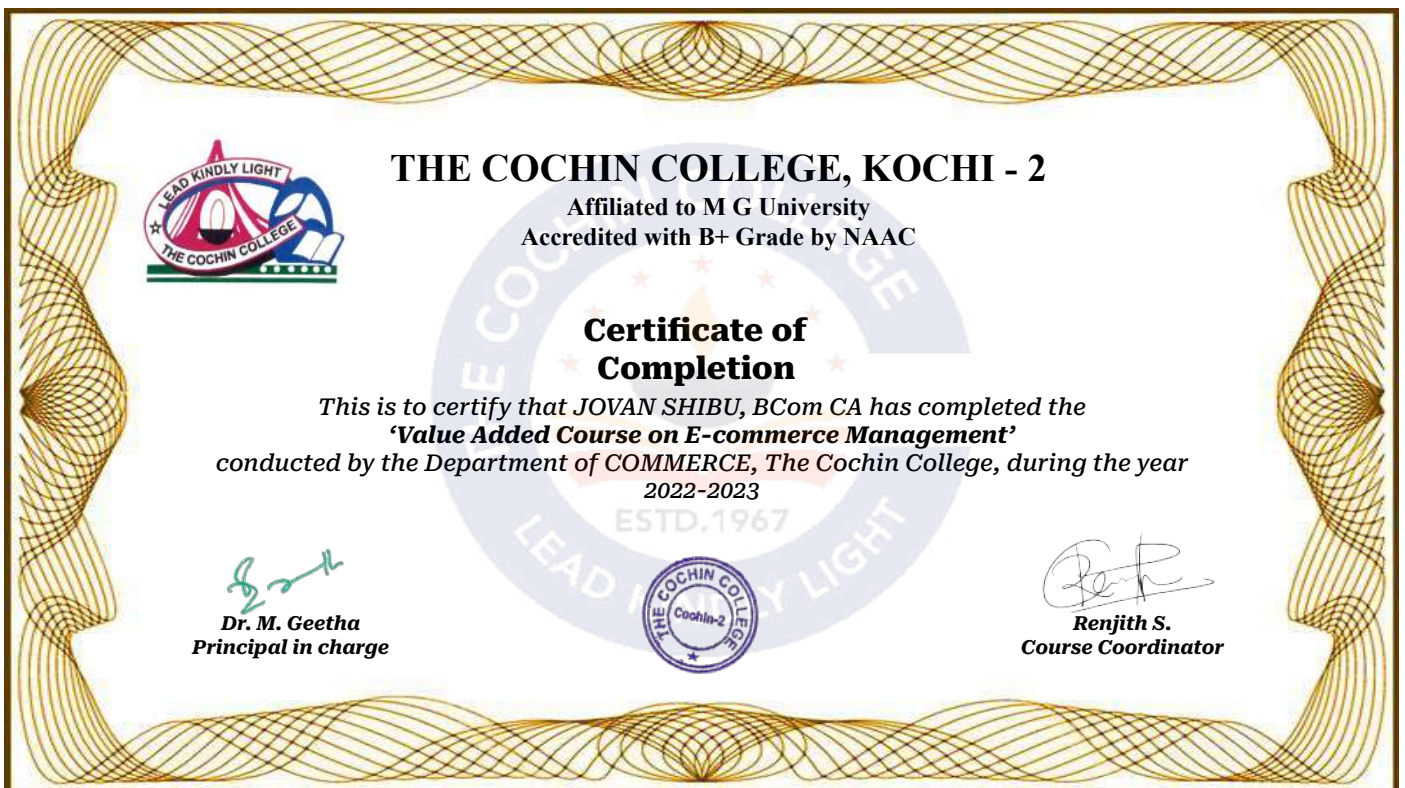 LEAD KINDLY LIGHT
THE COCHIN COLLEGE
THE COCHIN COLLEGE, KOCHI - 2
Affiliated to M G University
Accredited with B+ Grade by NAAC
Certificate of
Completion
This is to certify that JOVAN SHIBU, BCom CA has completed the
‘Value Added Course on E-commerce Management’
conducted by the Department of COMMERCE, The Cochin College, during the year
2022-2023
ESTD.1967
LEAD KINDLY LIGHT
THE COCHIN COLLEGE
Cochin-2
Dr. M. Geetha
Principal in charge
Renjith S.
Course Coordinator